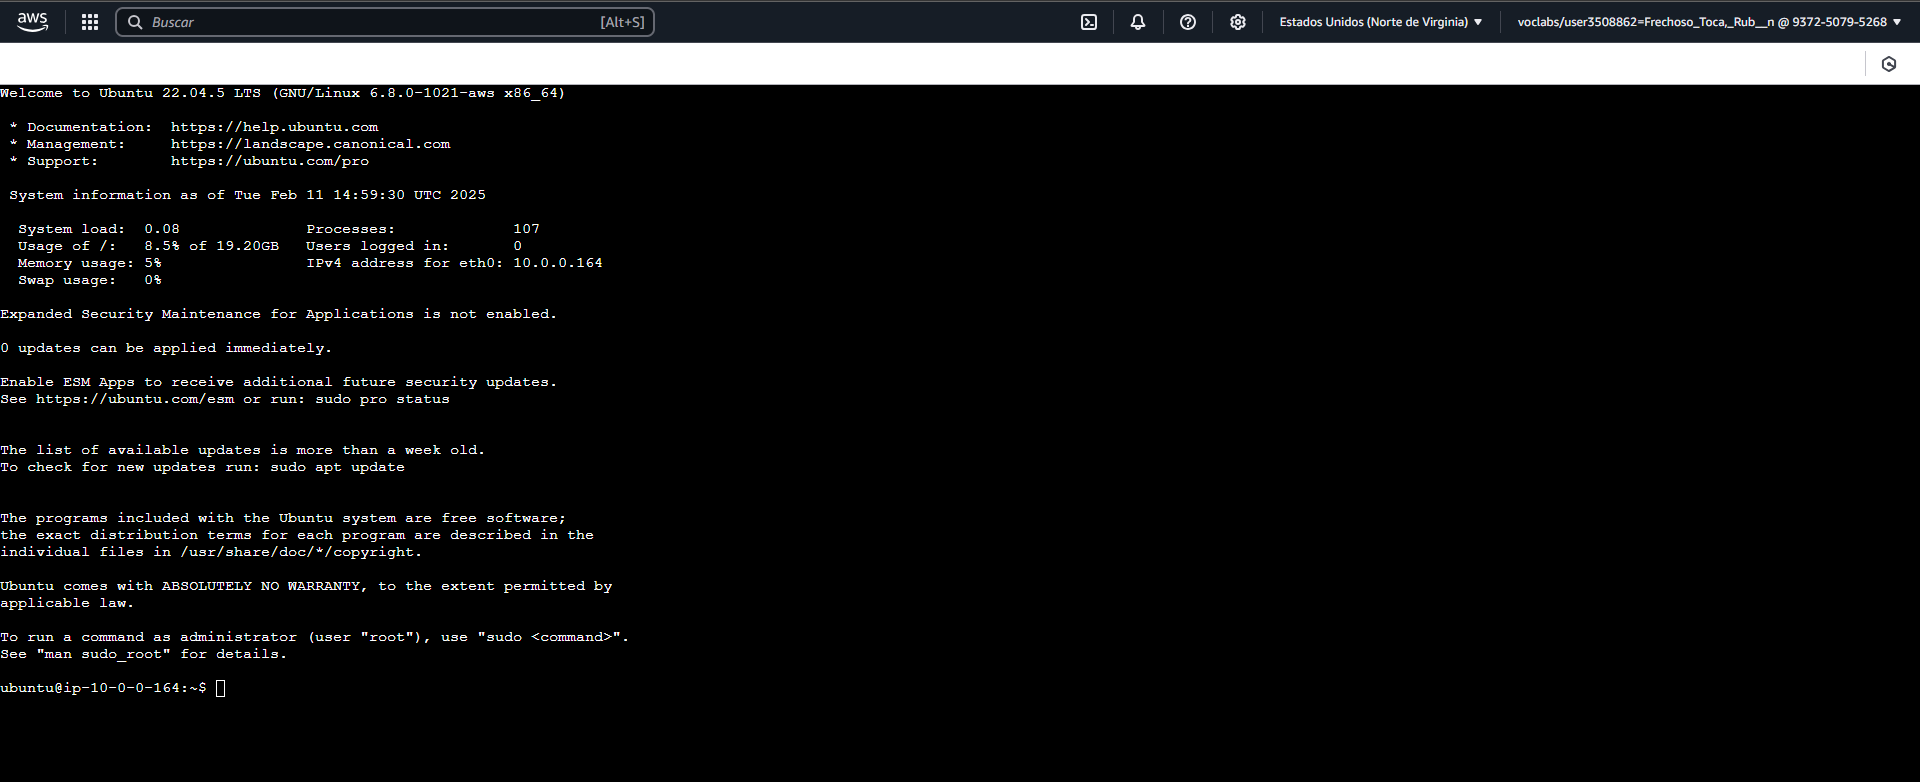 aws Buscar [Alt+S] Estados Unidos (Norte de Virginia) voclabs/user3508862=Frechoso_Toca,_Rub__n @ 9372-5079-5268
Welcome to Ubuntu 22.04.5 LTS (GNU/Linux 6.8.0-1021-aws x86_64)
* Documentation: https://help.ubuntu.com
* Management: https://landscape.canonical.com
* Support: https://ubuntu.com/pro
System information as of Tue Feb 11 14:59:30 UTC 2025
System load: 0.08 Processes: 107
Usage of /: 8.5% of 19.20GB Users logged in: 0
Memory usage: 5% IPv4 address for eth0: 10.0.0.164
Swap usage: 0%
Expanded Security Maintenance for Applications is not enabled.
0 updates can be applied immediately.
Enable ESM Apps to receive additional future security updates.
See https://ubuntu.com/esm or run: sudo pro status
The list of available updates is more than a week old.
To check for new updates run: sudo apt update
The programs included with the Ubuntu system are free software;
the exact distribution terms for each program are described in the
individual files in /usr/share/doc/*/copyright.
Ubuntu comes with ABSOLUTELY NO WARRANTY, to the extent permitted by
applicable law.
To run a command as administrator (user "root"), use "sudo <command>".
See "man sudo_root" for details.
ubuntu@ip-10-0-0-164:~$